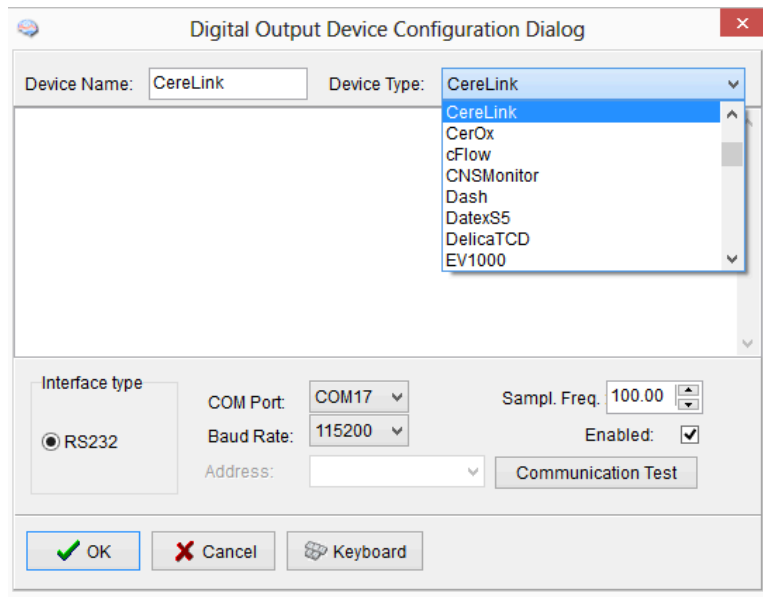 Digital Output Device Configuration Dialog
Device Name: CereLink Device Type: CereLink
CereLink
CerOx
cFlow
CNSMonitor
Dash
DatexS5
DelicaTCD
EV1000
Interface type
RS232
COM Port: COM17
Baud Rate: 115200
Address:
Sampl. Freq. 100.00
Enabled:
Communication Test
OK Cancel Keyboard